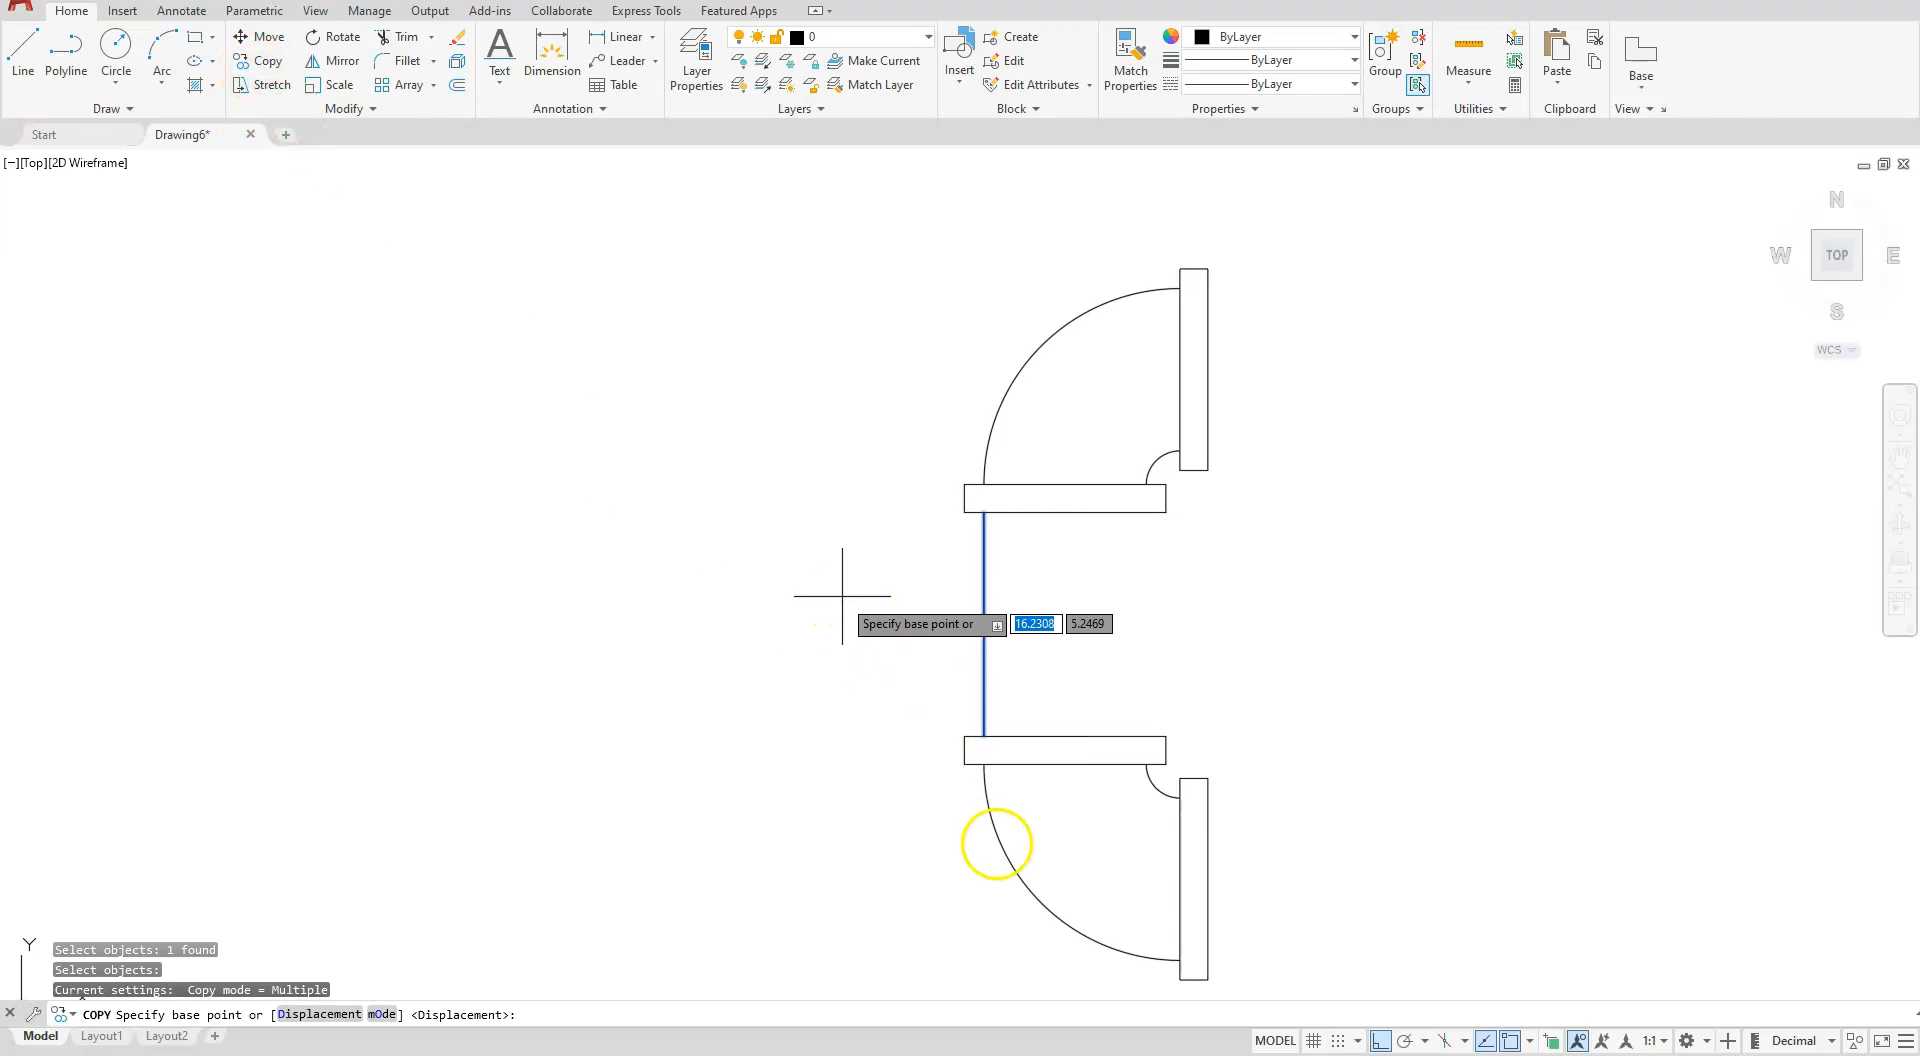 Home Insert Annotate Parametric View Manage Output Add-ins Collaborate Express Tools Featured Apps
Line Polyline Circle Arc
Move Rotate Trim
Copy Mirror Fillet
Stretch Scale Array
Text Dimension
Linear
Leader
Table
Layer Properties
0
Make Current
Match Layer
Insert
Create
Edit
Edit Attributes
Match Properties
ByLayer
ByLayer
ByLayer
Group Measure Paste Base
Draw Modify Annotation Layers Block Properties Groups Utilities Clipboard View
Start Drawing6*
[−][Top][2D Wireframe]
N
W TOP E
S
WCS
Specify base point or 16.2308 5.2469
Y
Select objects: 1 found
Select objects:
Current settings:  Copy mode = Multiple
COPY Specify base point or [Displacement mOde] <Displacement>:
Model Layout1 Layout2 +
MODEL 1:1 Decimal